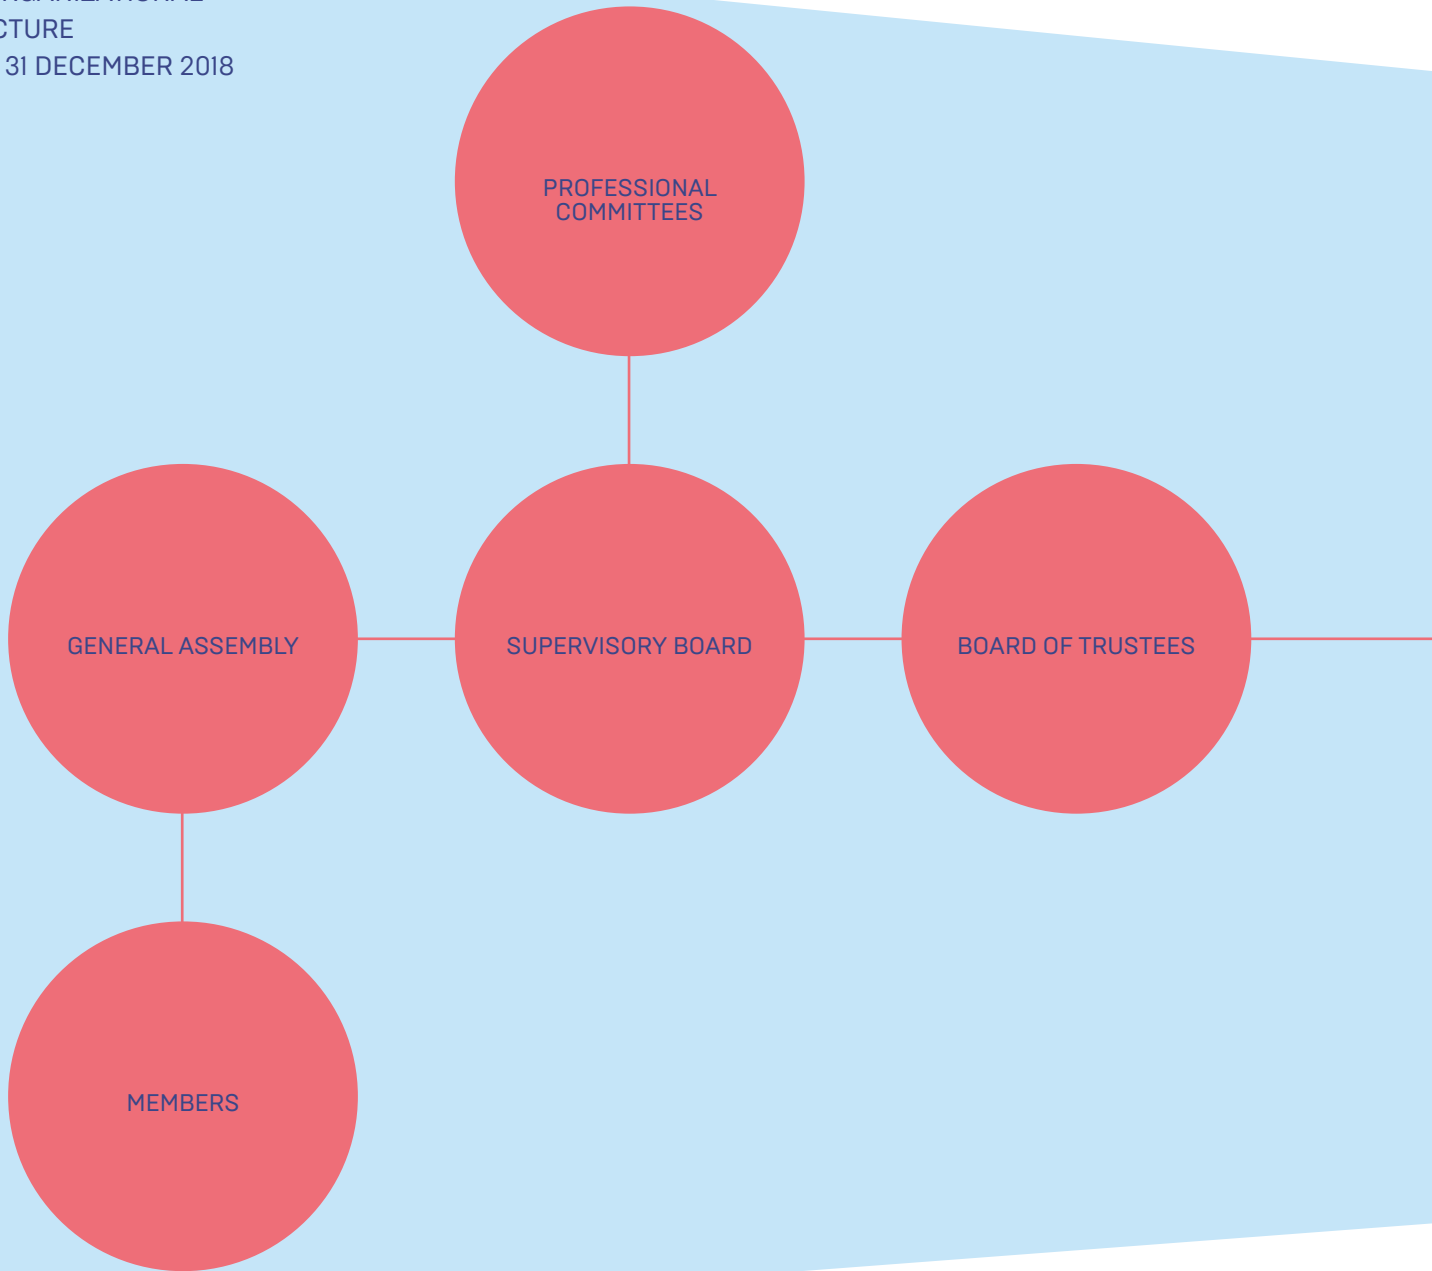 CTURE
31 DECEMBER 2018
PROFESSIONAL
COMMITTEES
GENERAL ASSEMBLY
SUPERVISORY BOARD
BOARD OF TRUSTEES
MEMBERS